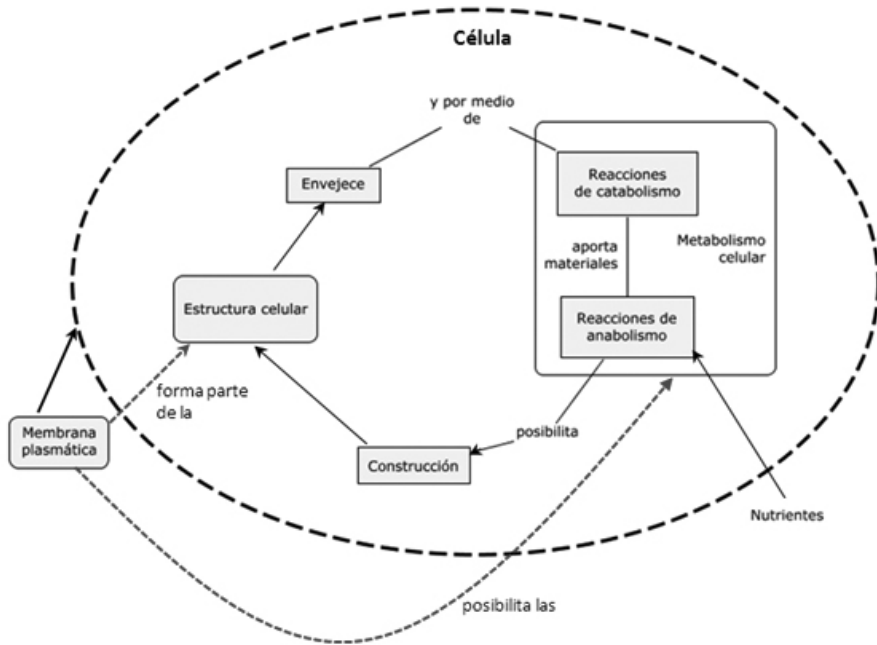 Célula
y por medio
de
Envejece
Reacciones
de catabolismo
aporta
materiales
Metabolismo
celular
Estructura celular
Reacciones de
anabolismo
forma parte
de la
Membrana
plasmática
posibilita
Construcción
Nutrientes
posibilita las